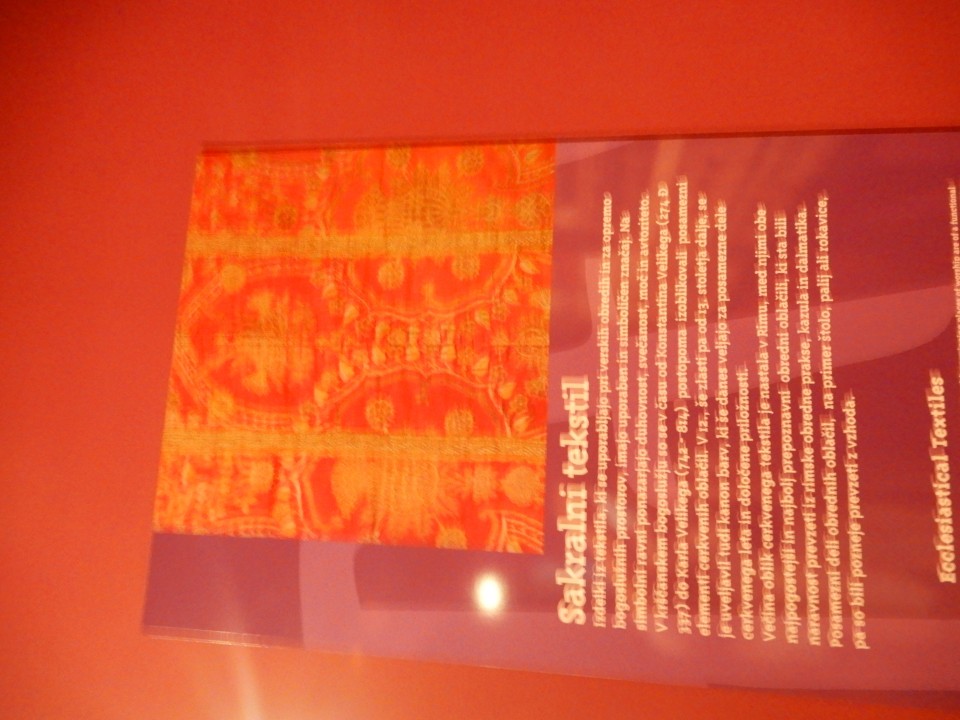 Sakralni tekstil
Izdelki iz tekstila, ki se uporabljajo pri verskih obredih in za opremo
bogoslužnih prostorov, imajo uporaben in simboličen značaj. Na
simbolni ravni ponazarjajo duhovnost, svečanost, moč in avtoriteto.
V krščanskem bogoslužju so se v času od Konstantina Velikega (274 D
337) do Karla Velikega (742 - 814) postopoma izoblikovali posamezni
elementi cerkvenih oblačil. V 12., še zlasti pa od 13. stoletja dalje, se
je uveljavil tudi kanon barv, ki še danes veljajo za posamezne dele
cerkvenega leta in določene priložnosti.
Večina oblik cerkvenega tekstila je nastala v Rimu, med njimi obe
najpogostejši in najbolj prepoznavni obredni oblačili, ki sta bili
naravnost prevzeti iz rimske obredne prakse, kazula in dalmatika.
Posamezni deli obrednih oblačil, na primer štolo, palij ali rokavice,
pa so bili pozneje prevzeti z vzhoda.
Ecclesiastical Textiles
are of a functional